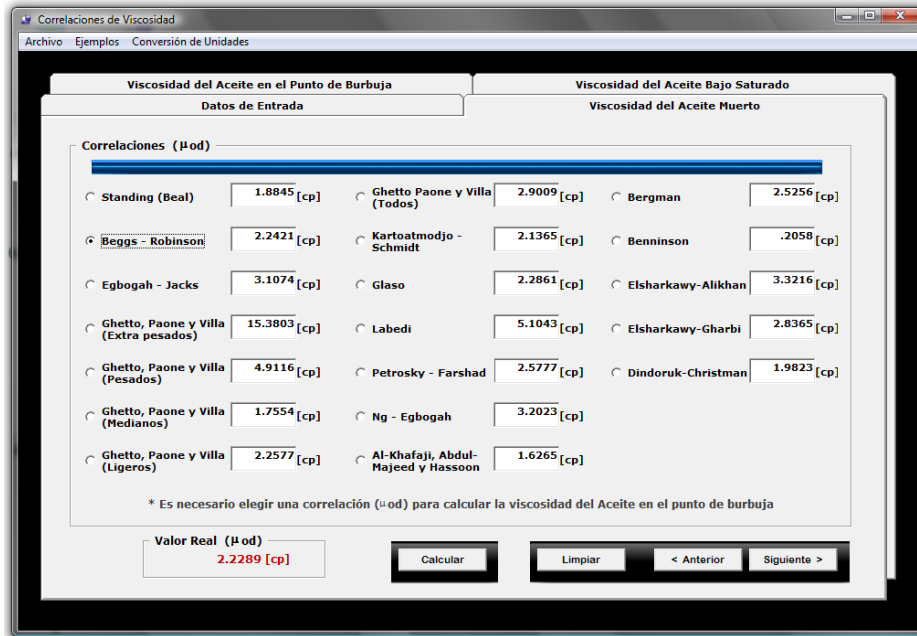 Correlaciones de Viscosidad
Archivo Ejemplos Conversión de Unidades
Viscosidad del Aceite en el Punto de Burbuja
Viscosidad del Aceite Bajo Saturado
Datos de Entrada
Viscosidad del Aceite Muerto
Correlaciones (μod)
Standing (Beal) 1.8845 [cp]
Beggs - Robinson 2.2421 [cp]
Egbogah - Jacks 3.1074 [cp]
Ghetto, Paone y Villa
(Extra pesados) 15.3803 [cp]
Ghetto, Paone y Villa
(Pesados) 4.9116 [cp]
Ghetto, Paone y Villa
(Medianos) 1.7554 [cp]
Ghetto, Paone y Villa
(Ligeros) 2.2577 [cp]
Ghetto Paone y Villa
(Todos) 2.9009 [cp]
Kartoatmodjo -
Schmidt 2.1365 [cp]
Glaso 2.2861 [cp]
Labedi 5.1043 [cp]
Petrosky - Farshad 2.5777 [cp]
Ng - Egbogah 3.2023 [cp]
Al-Khafaji, Abdul-
Majeed y Hassoon 1.6265 [cp]
Bergman 2.5256 [cp]
Benninson .2058 [cp]
Elsharkawy-Alikhan 3.3216 [cp]
Elsharkawy-Gharbi 2.8365 [cp]
Dindoruk-Christman 1.9823 [cp]
* Es necesario elegir una correlación (μod) para calcular la viscosidad del Aceite en el punto de burbuja
Valor Real (μod)
2.2289 [cp]
Calcular
Limpiar
< Anterior
Siguiente >